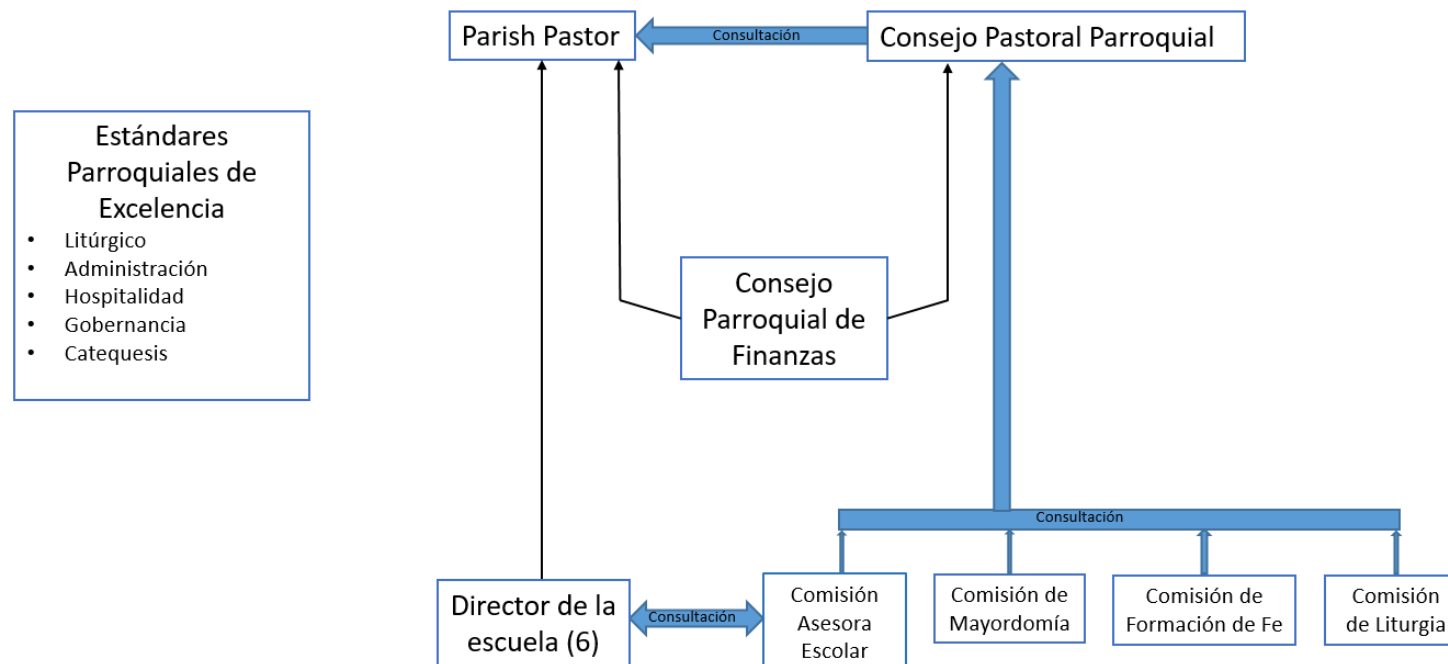 Parish Pastor
Consultación
Consejo Pastoral Parroquial
Estándares
Parroquiales de
Excelencia
• Litúrgico
• Administración
• Hospitalidad
• Gobernancia
• Catequesis
Consejo
Parroquial de
Finanzas
Consultación
Director de la
escuela (6)
Consultación
Comisión
Asesora
Escolar
Comisión de
Mayordomía
Comisión de
Formación de Fe
Comisión
de Liturgia